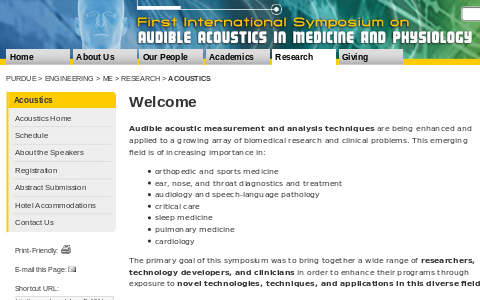 First International Symposium on
AUDIBLE ACOUSTICS IN MEDICINE AND PHYSIOLOGY
Home About Us Our People Academics Research Giving
PURDUE > ENGINEERING > ME > RESEARCH > ACOUSTICS
Acoustics
Acoustics Home
Schedule
About the Speakers
Registration
Abstract Submission
Hotel Accommodations
Contact Us
Print-Friendly:
E-mail this Page:
Shortcut URL:
Welcome
Audible acoustic measurement and analysis techniques are being enhanced and
applied to a growing array of biomedical research and clinical problems. This emerging
field is of increasing importance in:
• orthopedic and sports medicine
• ear, nose, and throat diagnostics and treatment
• audiology and speech-language pathology
• critical care
• sleep medicine
• pulmonary medicine
• cardiology
The primary goal of this symposium was to bring together a wide range of researchers,
technology developers, and clinicians in order to enhance their programs through
exposure to novel technologies, techniques, and applications in this diverse field